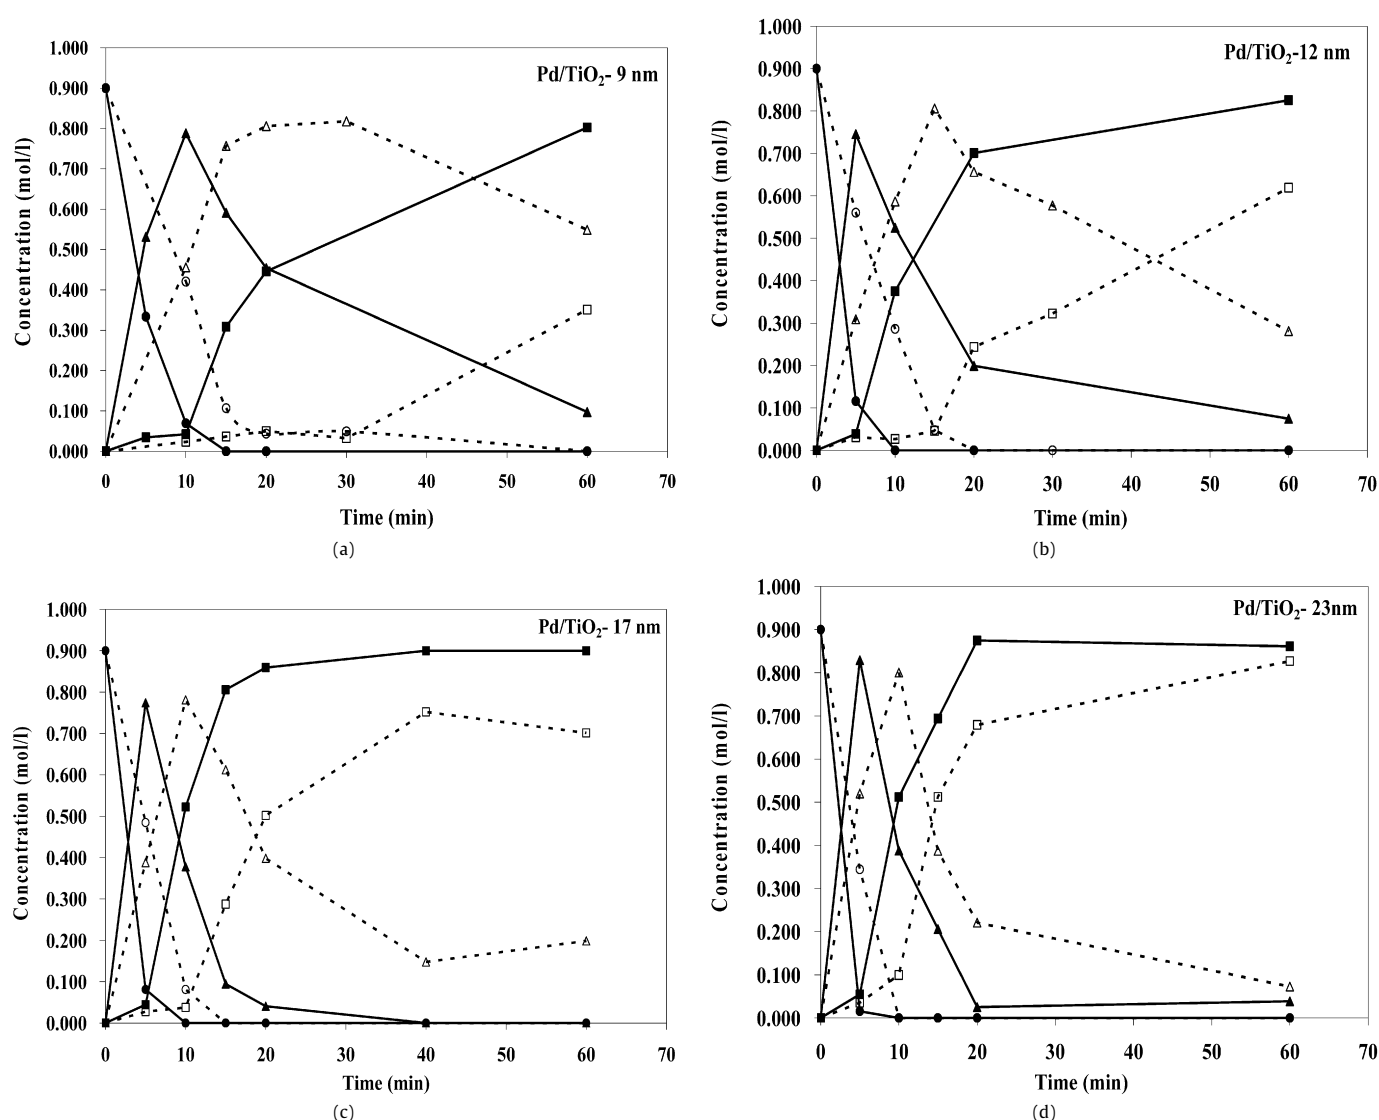 Pd/TiO₂- 9 nm
Concentration (mol/l)
1.000
0.900
0.800
0.700
0.600
0.500
0.400
0.300
0.200
0.100
0.000
0 10 20 30 40 50 60 70
Time (min)
(a)
Pd/TiO₂-12 nm
Concentration (mol/l)
1.000
0.900
0.800
0.700
0.600
0.500
0.400
0.300
0.200
0.100
0.000
0 10 20 30 40 50 60 70
Time (min)
(b)
Pd/TiO₂- 17 nm
Concentration (mol/l)
1.000
0.900
0.800
0.700
0.600
0.500
0.400
0.300
0.200
0.100
0.000
0 10 20 30 40 50 60 70
Time (min)
(c)
Pd/TiO₂- 23nm
Concentration (mol/l)
1.000
0.900
0.800
0.700
0.600
0.500
0.400
0.300
0.200
0.100
0.000
0 10 20 30 40 50 60 70
Time (min)
(d)